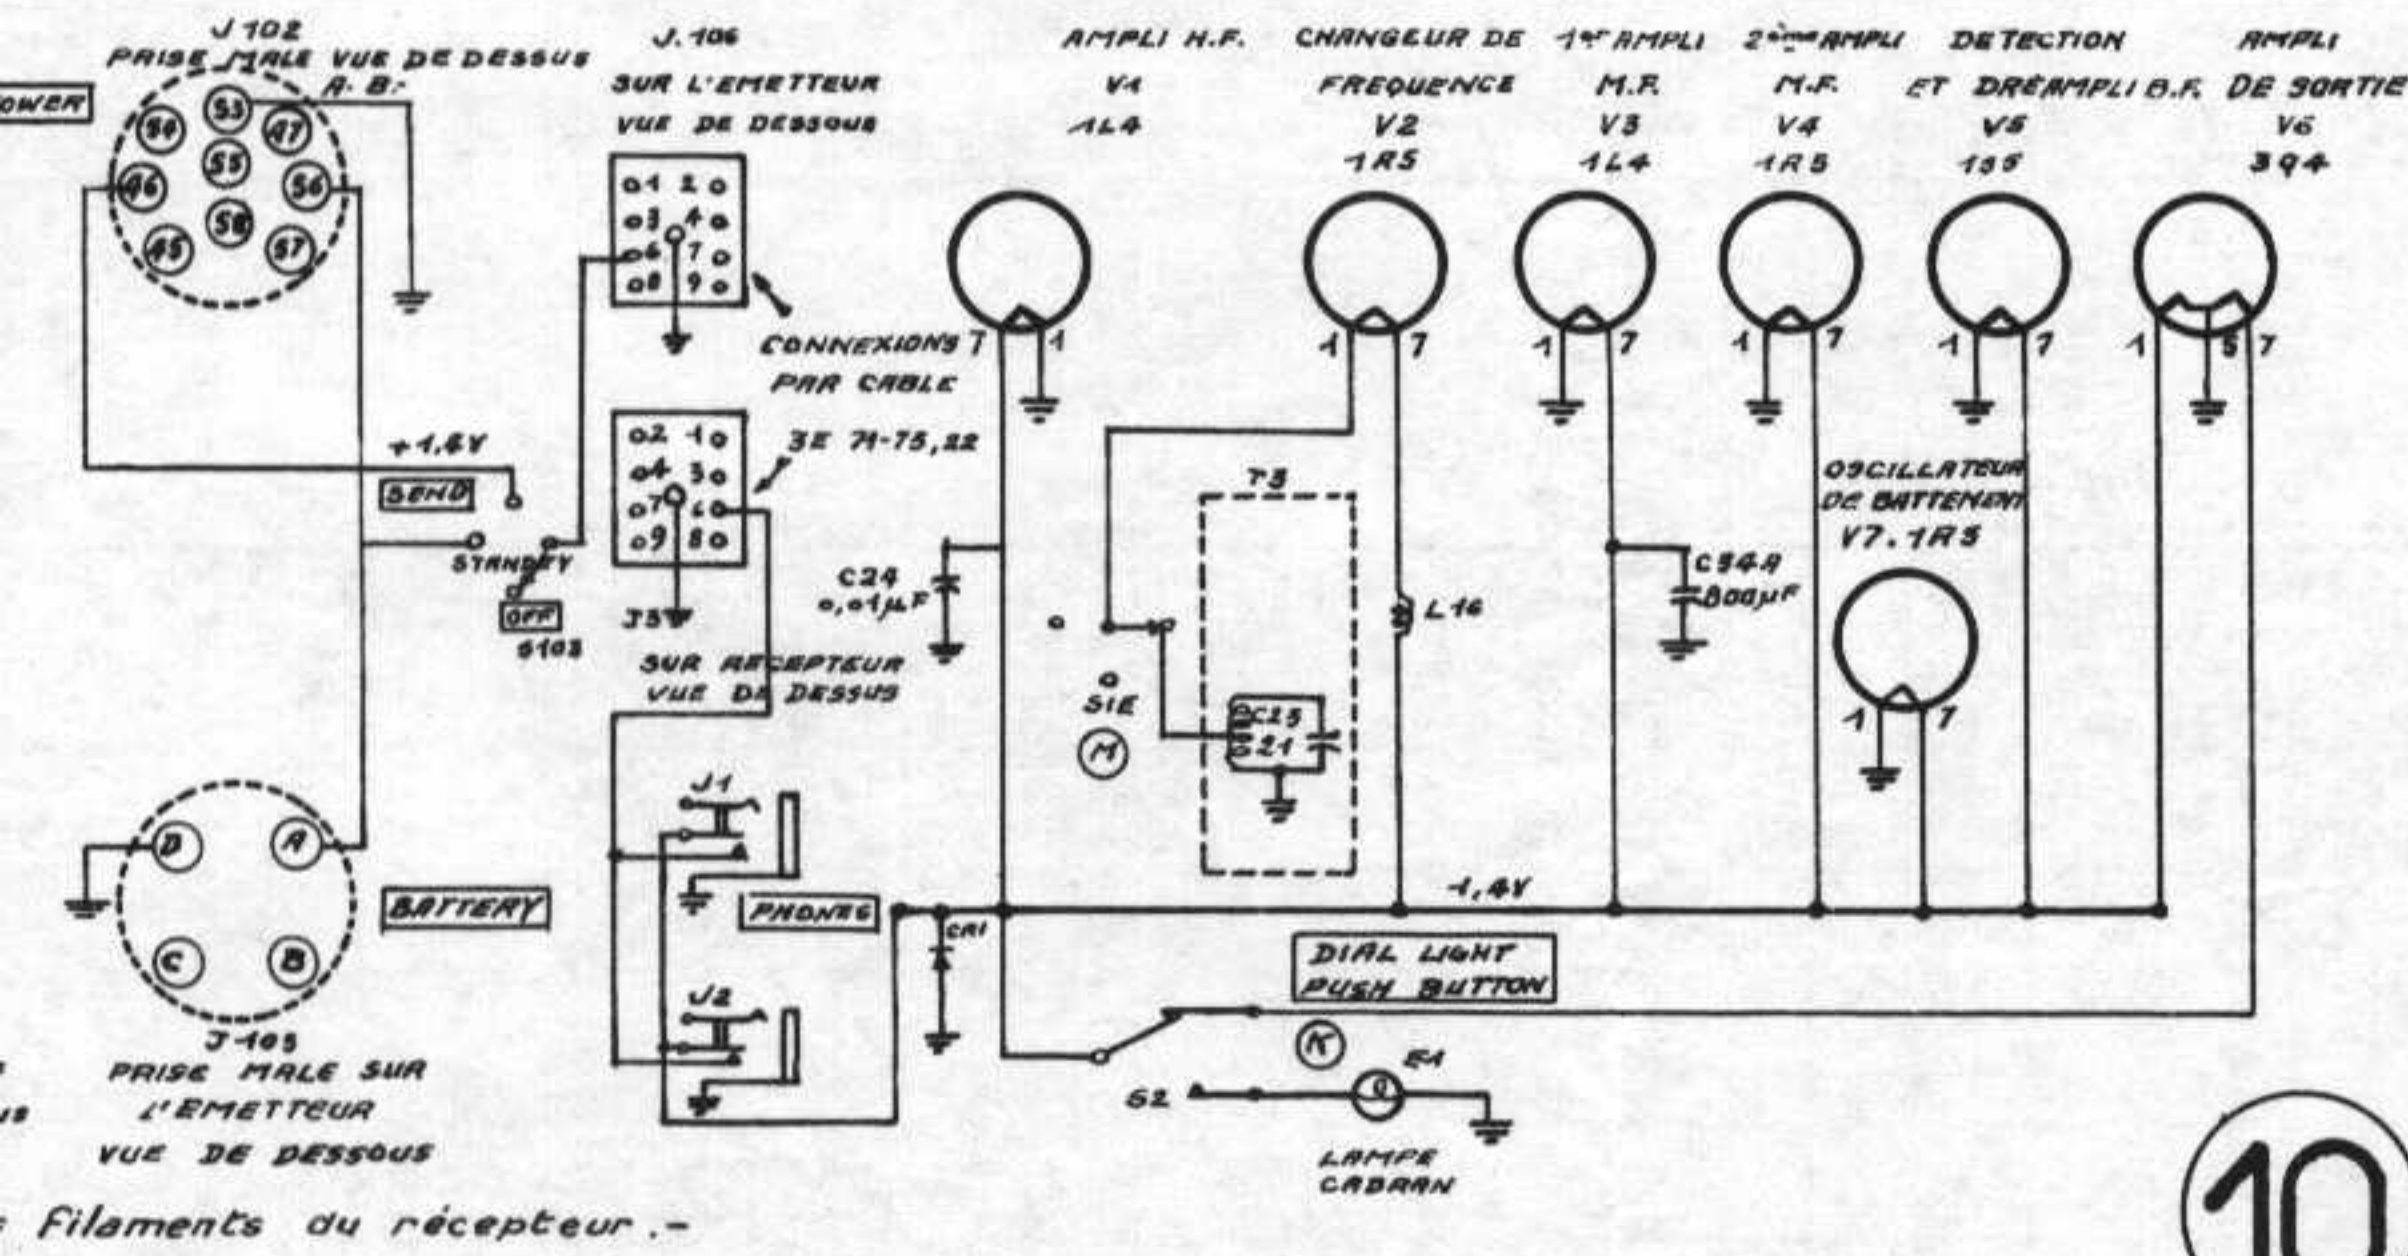 J 102
PRISE MALE VUE DE DESSUS
A- B-
OWER
53
54
47
55
46
56
58
45
57
J.106
SUR L'EMETTEUR
VUE DE DESSOUS
1 2
3 4
6 7
8 9
CONNEXIONS
PAR CABLE
3E 71-75,22
2 1
4 3
7 6
9 8
J3
SUR RECEPTEUR
VUE DE DESSUS
+1,4V
SEND
STANDBY
OFF
S103
D A
C B
BATTERY
J-103
PRISE MALE SUR
L'EMETTEUR
VUE DE DESSOUS
J1
PHONES
J2
CR1
AMPLI H.F.
V1
1L4
7 1
CHANGEUR DE
FREQUENCE
V2
1R5
1 7
1er AMPLI
M.F.
V3
1L4
1 7
2ème AMPLI
M.F.
V4
1R5
1 7
DETECTION
ET PRÉAMPLI B.F.
V5
1S5
1 7
AMPLI
DE SORTIE
V6
3Q4
1 5 7
OSCILLATEUR
DE BATTEMENT
V7.1R5
1 7
C24
0,01µF
T3
L16
C34A
800µF
S1E
M
C25
21
-1,4V
DIAL LIGHT
PUSH BUTTON
K
E1
S2
LAMPE
CADRAN
Filaments du récepteur.-
10